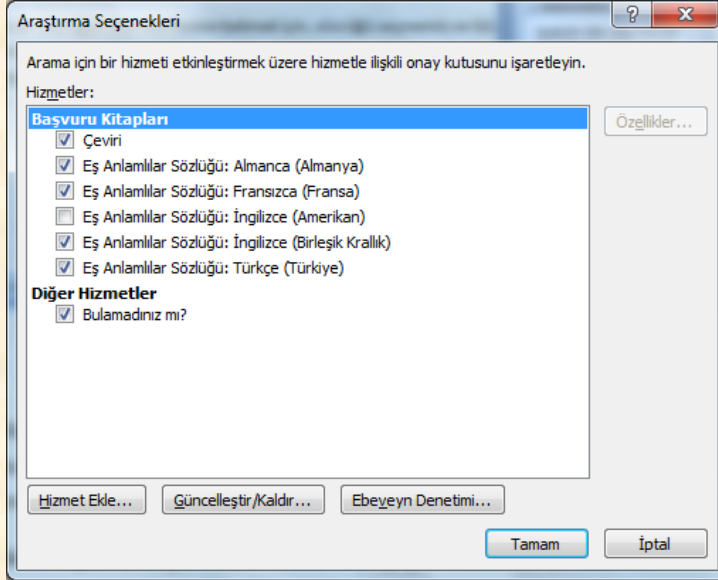 Araştırma Seçenekleri
Arama için bir hizmeti etkinleştirmek üzere hizmetle ilişkili onay kutusunu işaretleyin.
Hizmetler:
Başvuru Kitapları
Çeviri
Eş Anlamlılar Sözlüğü: Almanca (Almanya)
Eş Anlamlılar Sözlüğü: Fransızca (Fransa)
Eş Anlamlılar Sözlüğü: İngilizce (Amerikan)
Eş Anlamlılar Sözlüğü: İngilizce (Birleşik Krallık)
Eş Anlamlılar Sözlüğü: Türkçe (Türkiye)
Diğer Hizmetler
Bulamadınız mı?
Özellikler...
Hizmet Ekle...
Güncelleştir/Kaldır...
Ebeveyn Denetimi...
Tamam
İptal